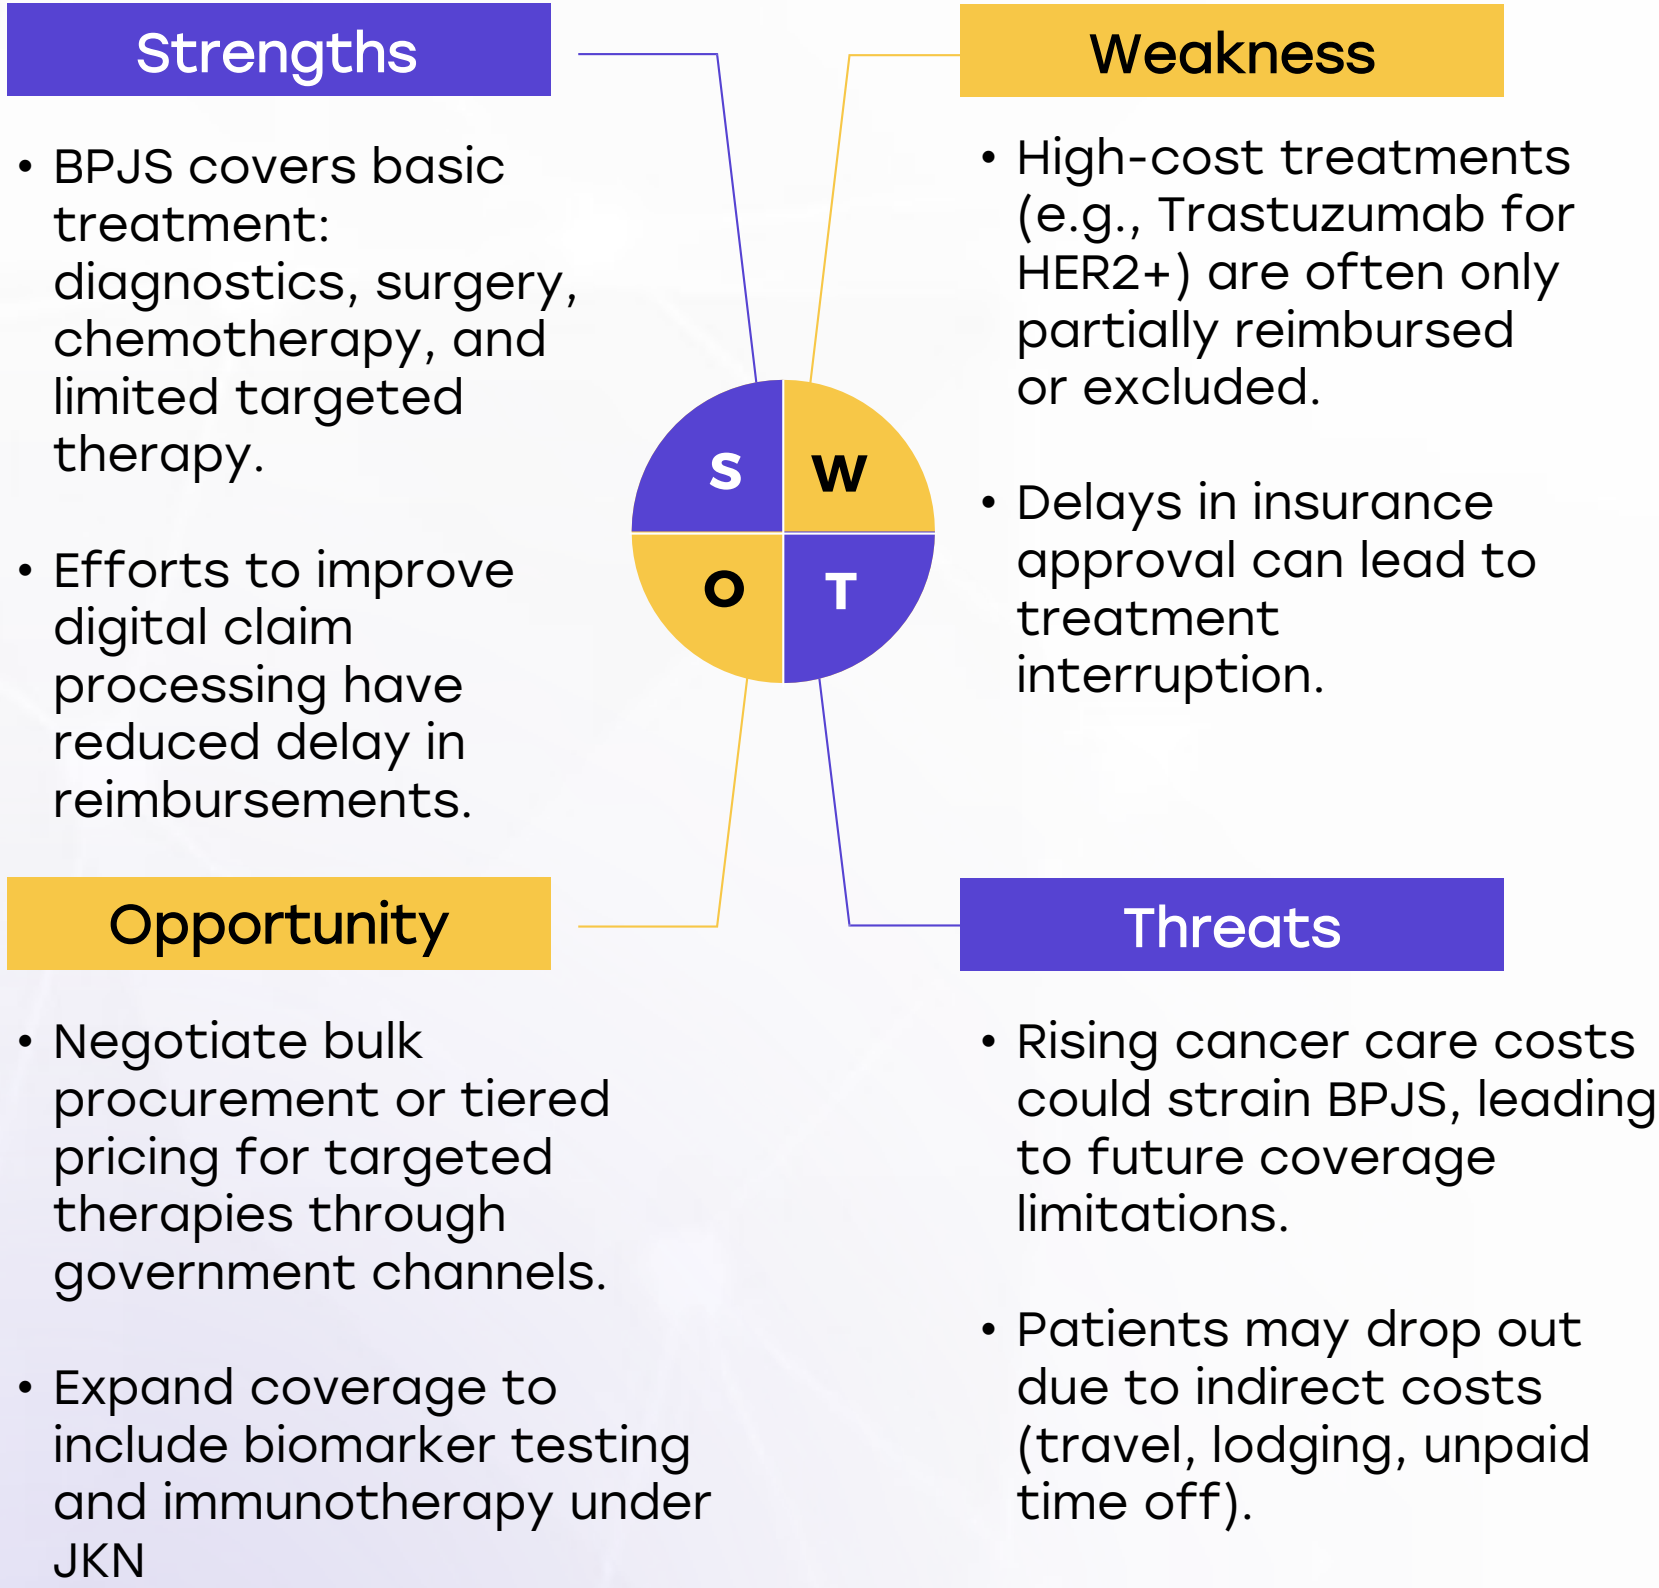 Strengths
• BPJS covers basic
treatment:
diagnostics, surgery,
chemotherapy, and
limited targeted
therapy.
• Efforts to improve
digital claim
processing have
reduced delay in
reimbursements.
Weakness
• High-cost treatments
(e.g., Trastuzumab for
HER2+) are often only
partially reimbursed
or excluded.
• Delays in insurance
approval can lead to
treatment
interruption.
S
W
O
T
Opportunity
• Negotiate bulk
procurement or tiered
pricing for targeted
therapies through
government channels.
• Expand coverage to
include biomarker testing
and immunotherapy under
JKN
Threats
• Rising cancer care costs
could strain BPJS, leading
to future coverage
limitations.
• Patients may drop out
due to indirect costs
(travel, lodging, unpaid
time off).